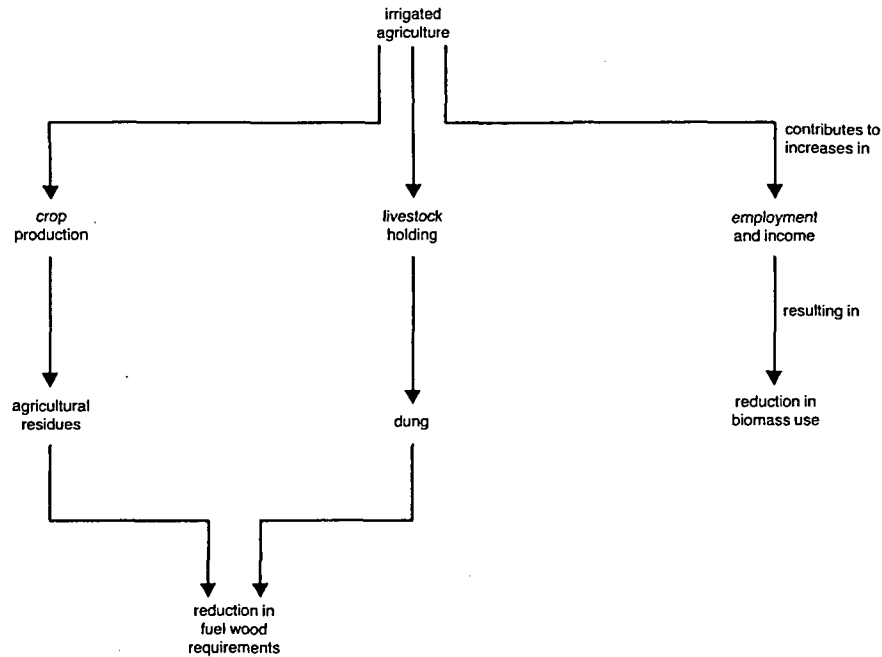 irrigated
agriculture
contributes to
increases in
crop
production
livestock
holding
employment
and income
resulting in
agricultural
residues
dung
reduction in
biomass use
reduction in
fuel wood
requirements